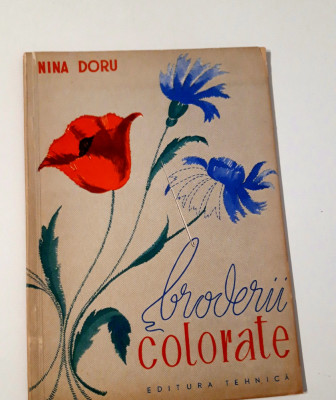 NINA DORU
broderii
colorate
EDITURA TEHNICĂ